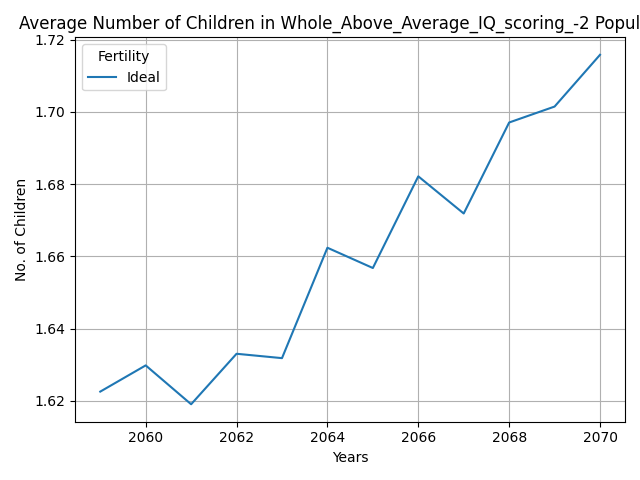 Average Number of Children in Whole_Above_Average_IQ_scoring_-2 Popul
1.72
Fertility
Ideal
1.70
1.68
1.66
1.64
1.62
No. of Children
2060 2062 2064 2066 2068 2070
Years